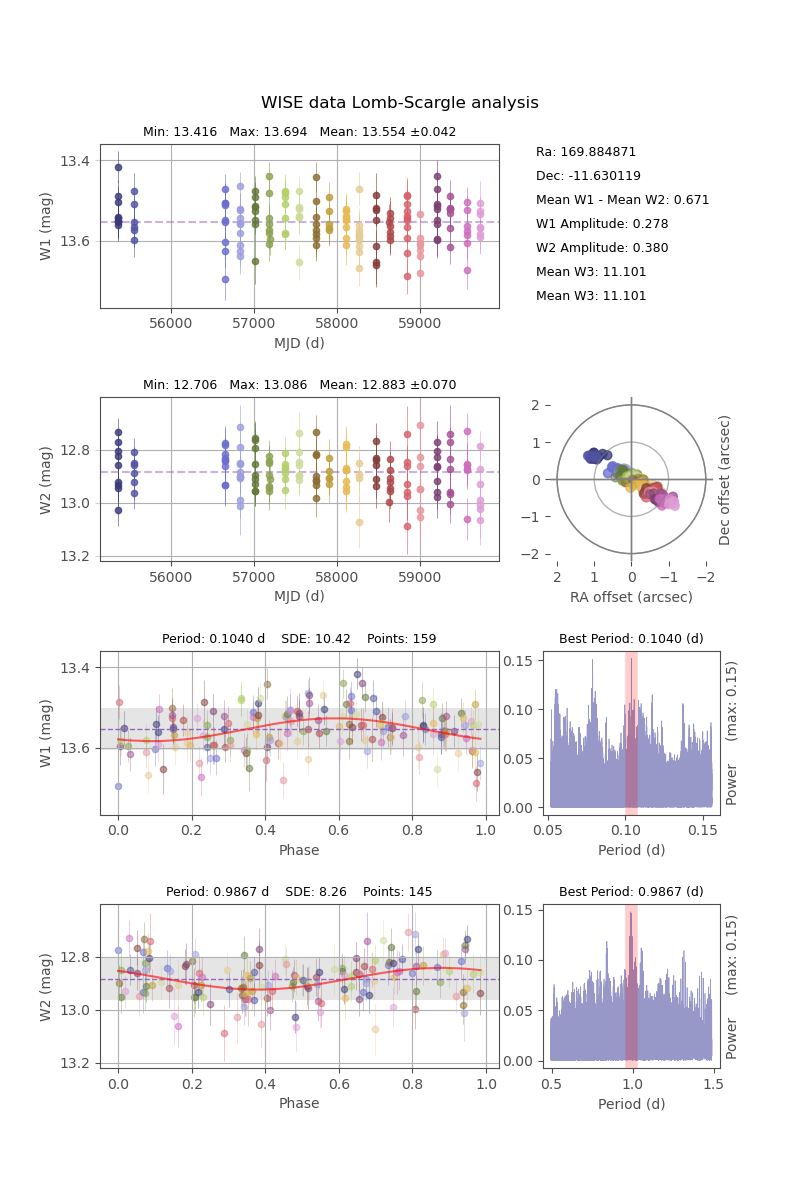 WISE data Lomb-Scargle analysis
Min: 13.416   Max: 13.694   Mean: 13.554 ±0.042
13.4
13.6
W1 (mag)
56000 57000 58000 59000
MJD (d)
Ra: 169.884871
Dec: -11.630119
Mean W1 - Mean W2: 0.671
W1 Amplitude: 0.278
W2 Amplitude: 0.380
Mean W3: 11.101
Mean W3: 11.101
Min: 12.706   Max: 13.086   Mean: 12.883 ±0.070
12.8
13.0
13.2
W2 (mag)
56000 57000 58000 59000
MJD (d)
2
1
0
−1
−2
2 1 0 −1 −2
RA offset (arcsec)
Dec offset (arcsec)
Period: 0.1040 d    SDE: 10.42    Points: 159
13.4
13.6
W1 (mag)
0.0 0.2 0.4 0.6 0.8 1.0
Phase
Best Period: 0.1040 (d)
0.15
0.10
0.05
0.00
0.05 0.10 0.15
Period (d)
Power    (max: 0.15)
Period: 0.9867 d    SDE: 8.26    Points: 145
12.8
13.0
13.2
W2 (mag)
0.0 0.2 0.4 0.6 0.8 1.0
Phase
Best Period: 0.9867 (d)
0.15
0.10
0.05
0.00
0.5 1.0 1.5
Period (d)
Power    (max: 0.15)